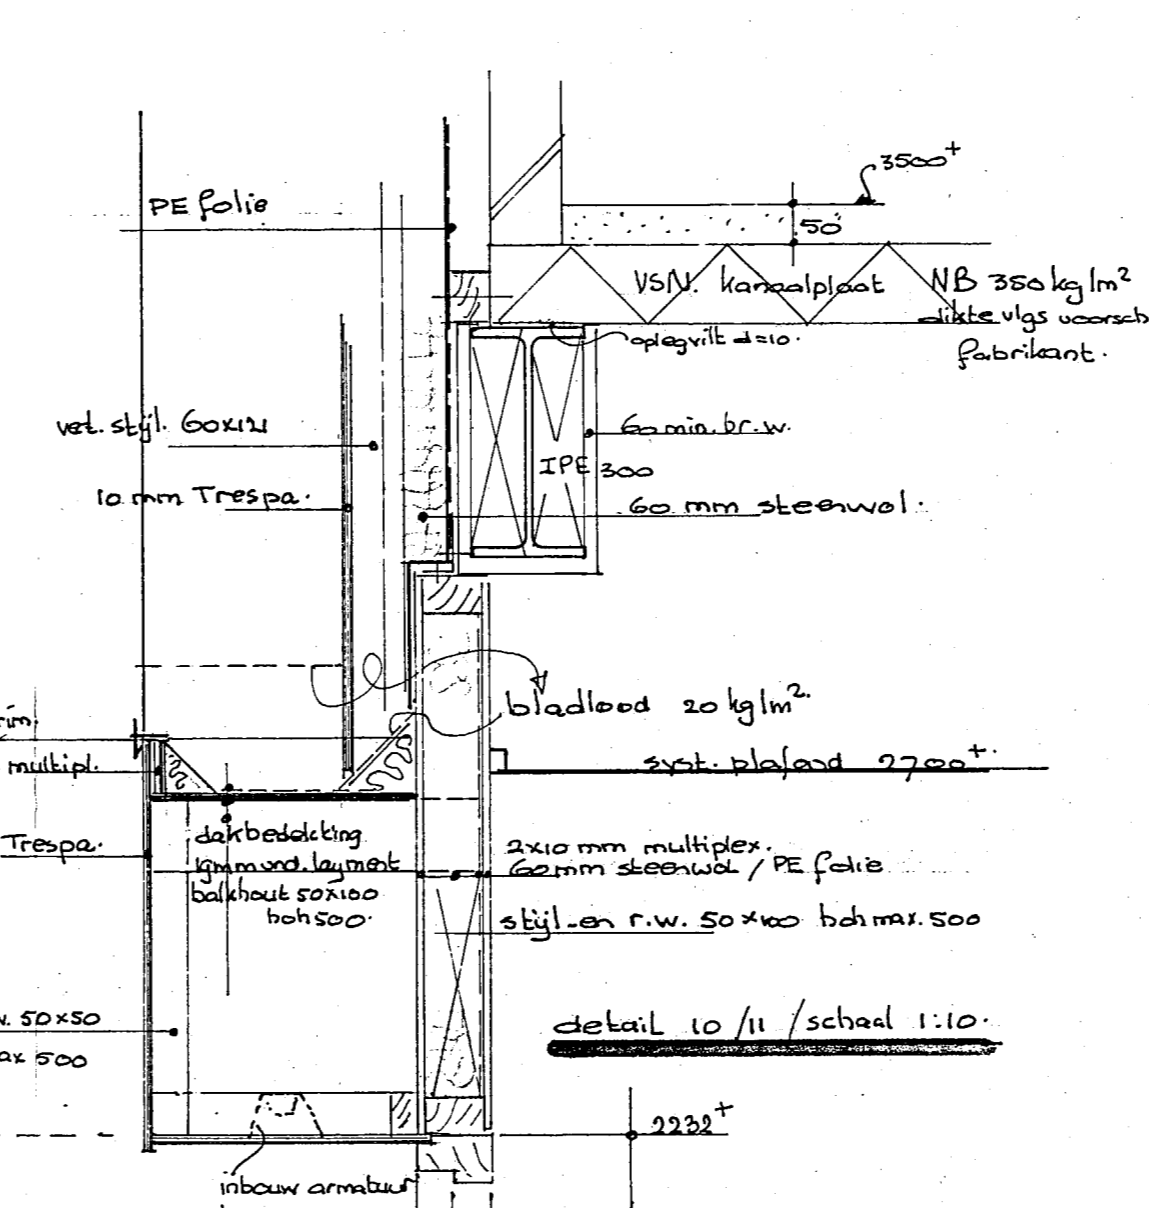 3500+
PE folie
50
VSN. kanaalplaat
NB 350 kg/m²
dikte vlgs voorsch
fabrikant.
oplegvilt d=10.
vert. stijl. 60x121
60 min. br.w.
IPE 300
10 mm Trespa.
60 mm steenwol.
bladlood 20 kg/m².
rim.
multipl.
syst. plafond 2700+.
Trespa.
dakbedekking
balkhout 50x100
hoh 500.
2x10 mm multiplex.
60 mm steenwol / PE folie
stijl- en r.w. 50x100 hoh max. 500
w. 50x50
ax 500
detail 10/11 / schaal 1:10.
2232+
inbouw armatuur